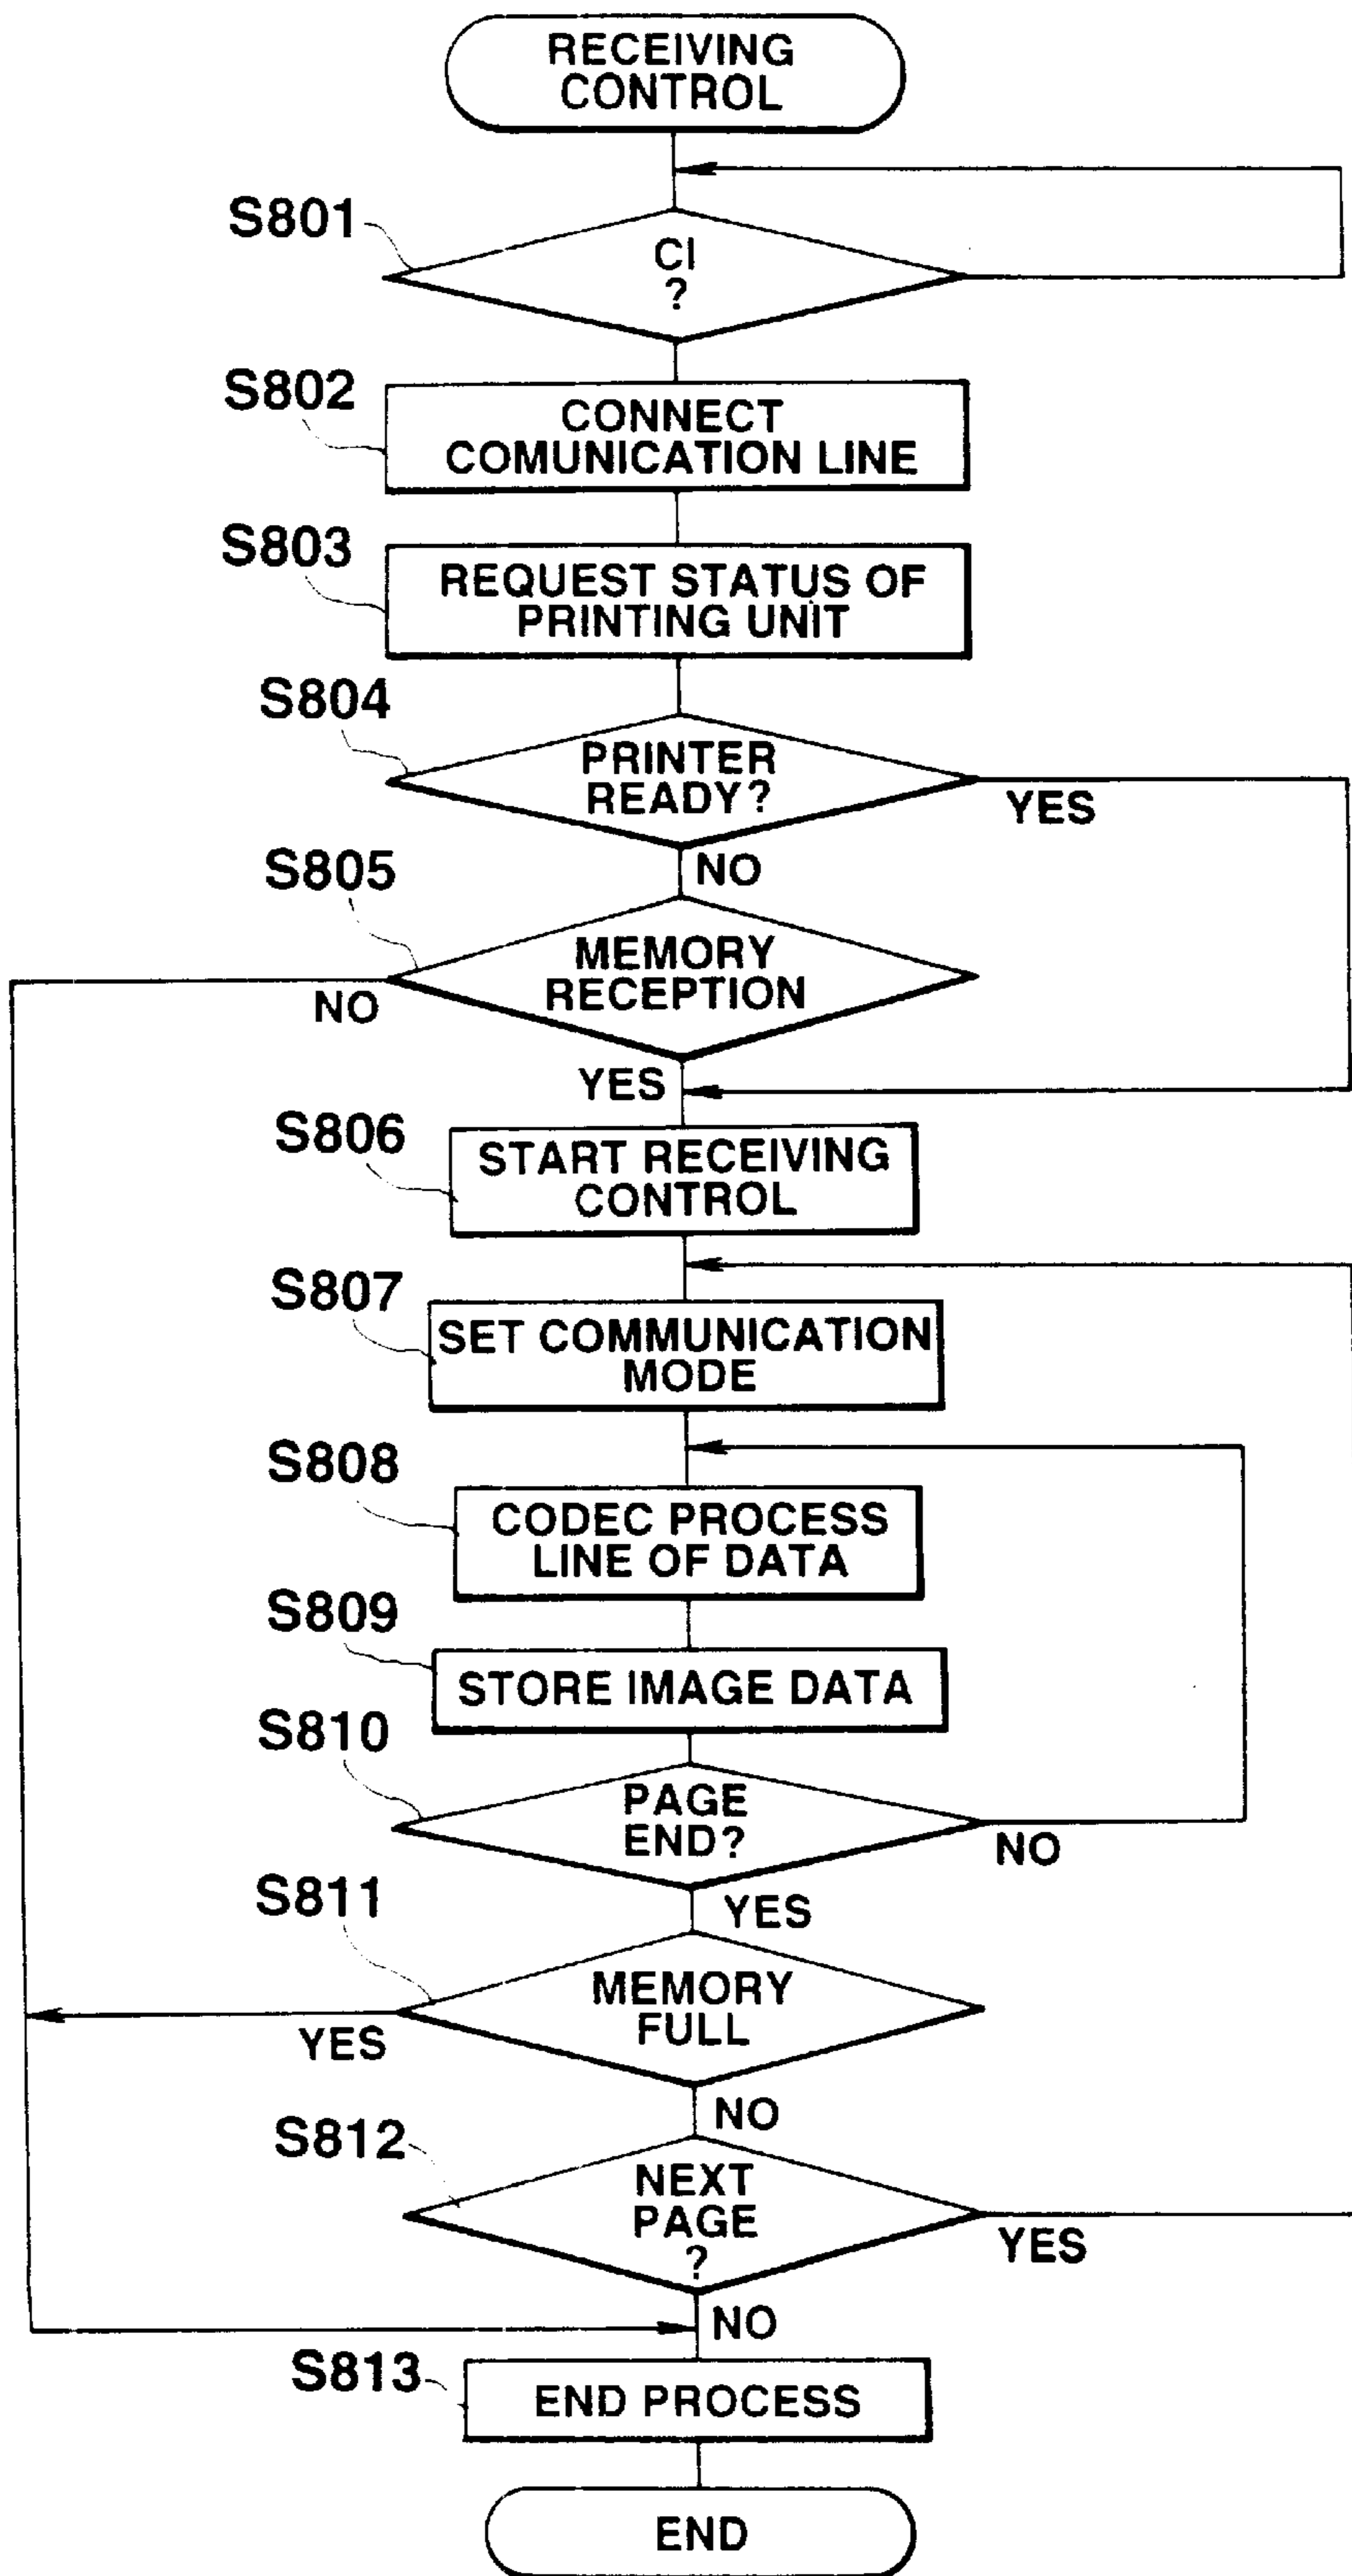 RECEIVING
CONTROL
S801
CI
?
S802
CONNECT
COMUNICATION LINE
S803
REQUEST STATUS OF
PRINTING UNIT
S804
PRINTER
READY?
YES
NO
S805
MEMORY
RECEPTION
NO
YES
S806
START RECEIVING
CONTROL
S807
SET COMMUNICATION
MODE
S808
CODEC PROCESS
LINE OF DATA
S809
STORE IMAGE DATA
S810
PAGE
END?
NO
YES
S811
MEMORY
FULL
YES
NO
S812
NEXT
PAGE
?
YES
NO
S813
END PROCESS
END